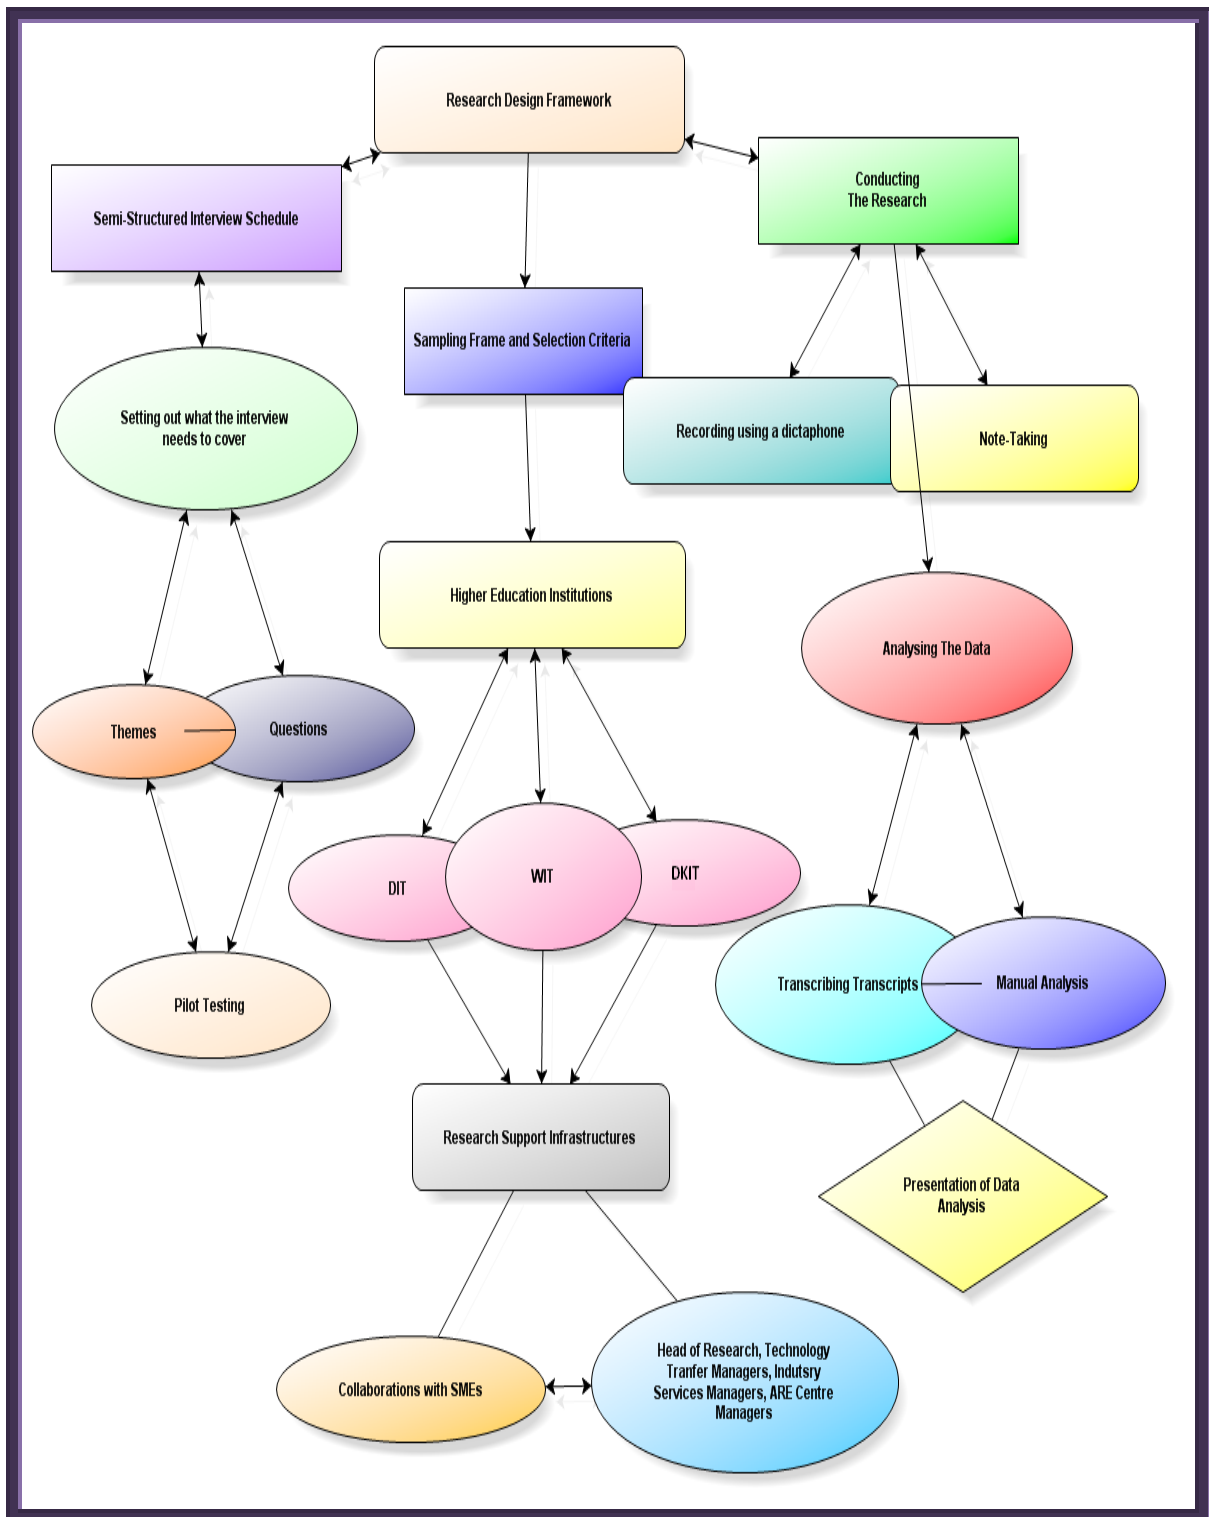 Research Design Framework
Conducting
The Research
Semi-Structured Interview Schedule
Sampling Frame and Selection Criteria
Setting out what the interview
needs to cover
Recording using a dictaphone
Note-Taking
Higher Education Institutions
Analysing The Data
Themes
Questions
DIT
WIT
DKIT
Transcribing Transcripts
Manual Analysis
Pilot Testing
Research Support Infrastructures
Presentation of Data
Analysis
Collaborations with SMEs
Head of Research, Technology
Tranfer Managers, Indutsry
Services Managers, ARE Centre
Managers